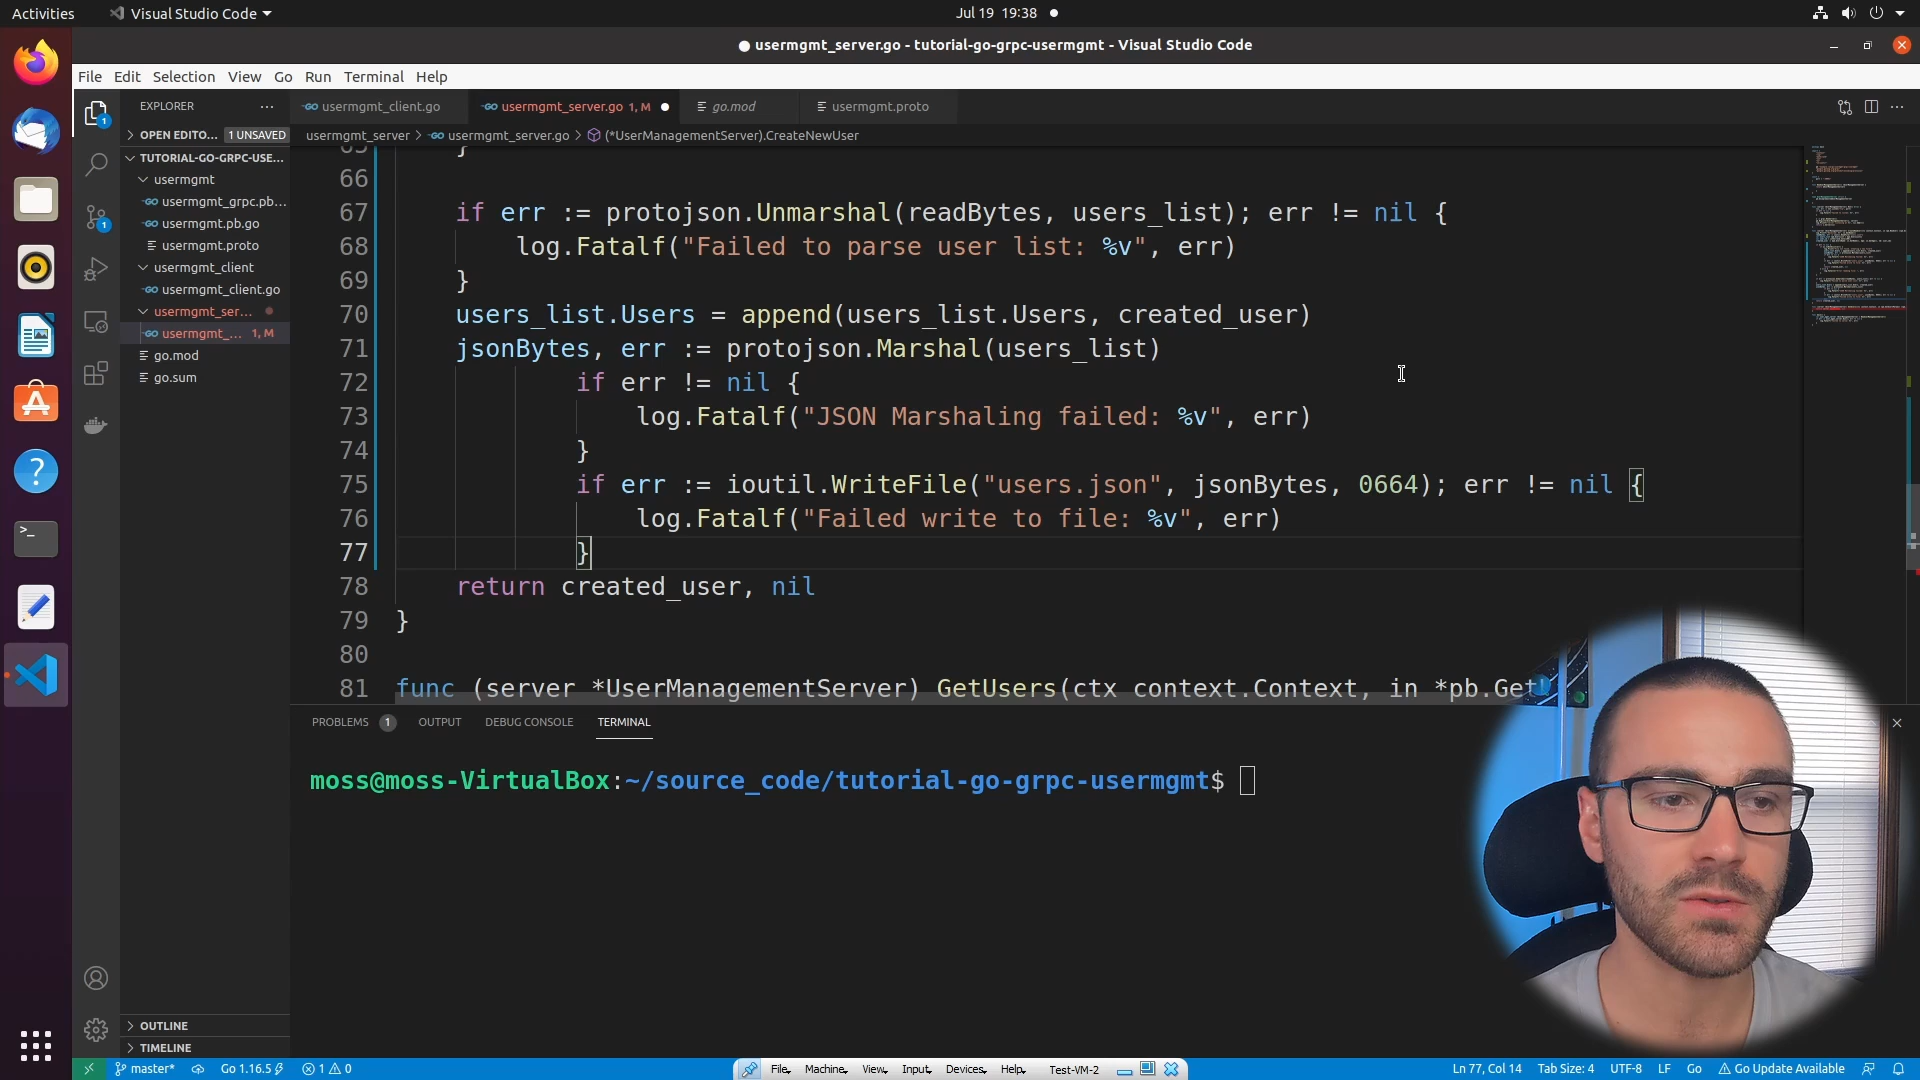 Activities
Visual Studio Code
Jul 19 19:38
usermgmt_server.go - tutorial-go-grpc-usermgmt - Visual Studio Code
File Edit Selection View Go Run Terminal Help
EXPLORER
usermgmt_client.go
usermgmt_server.go 1, M
go.mod
usermgmt.proto
OPEN EDITO... 1 UNSAVED
usermgmt_server > usermgmt_server.go > (*UserManagementServer).CreateNewUser
TUTORIAL-GO-GRPC-USE...
usermgmt
usermgmt_grpc.pb...
usermgmt.pb.go
usermgmt.proto
usermgmt_client
usermgmt_client.go
usermgmt_ser...
usermgmt_... 1, M
go.mod
go.sum
65 }
66
67 if err := protojson.Unmarshal(readBytes, users_list); err != nil {
68 log.Fatalf("Failed to parse user list: %v", err)
69 }
70 users_list.Users = append(users_list.Users, created_user)
71 jsonBytes, err := protojson.Marshal(users_list)
72 if err != nil {
73 log.Fatalf("JSON Marshaling failed: %v", err)
74 }
75 if err := ioutil.WriteFile("users.json", jsonBytes, 0664); err != nil {
76 log.Fatalf("Failed write to file: %v", err)
77 }
78 return created_user, nil
79 }
80
81 func (server *UserManagementServer) GetUsers(ctx context.Context, in *pb.Get
PROBLEMS 1 OUTPUT DEBUG CONSOLE TERMINAL
moss@moss-VirtualBox:~/source_code/tutorial-go-grpc-usermgmt$
OUTLINE
TIMELINE
master* Go 1.16.5 1 0
File Machine View Input Devices Help Test-VM-2
Ln 77, Col 14 Tab Size: 4 UTF-8 LF Go Go Update Available